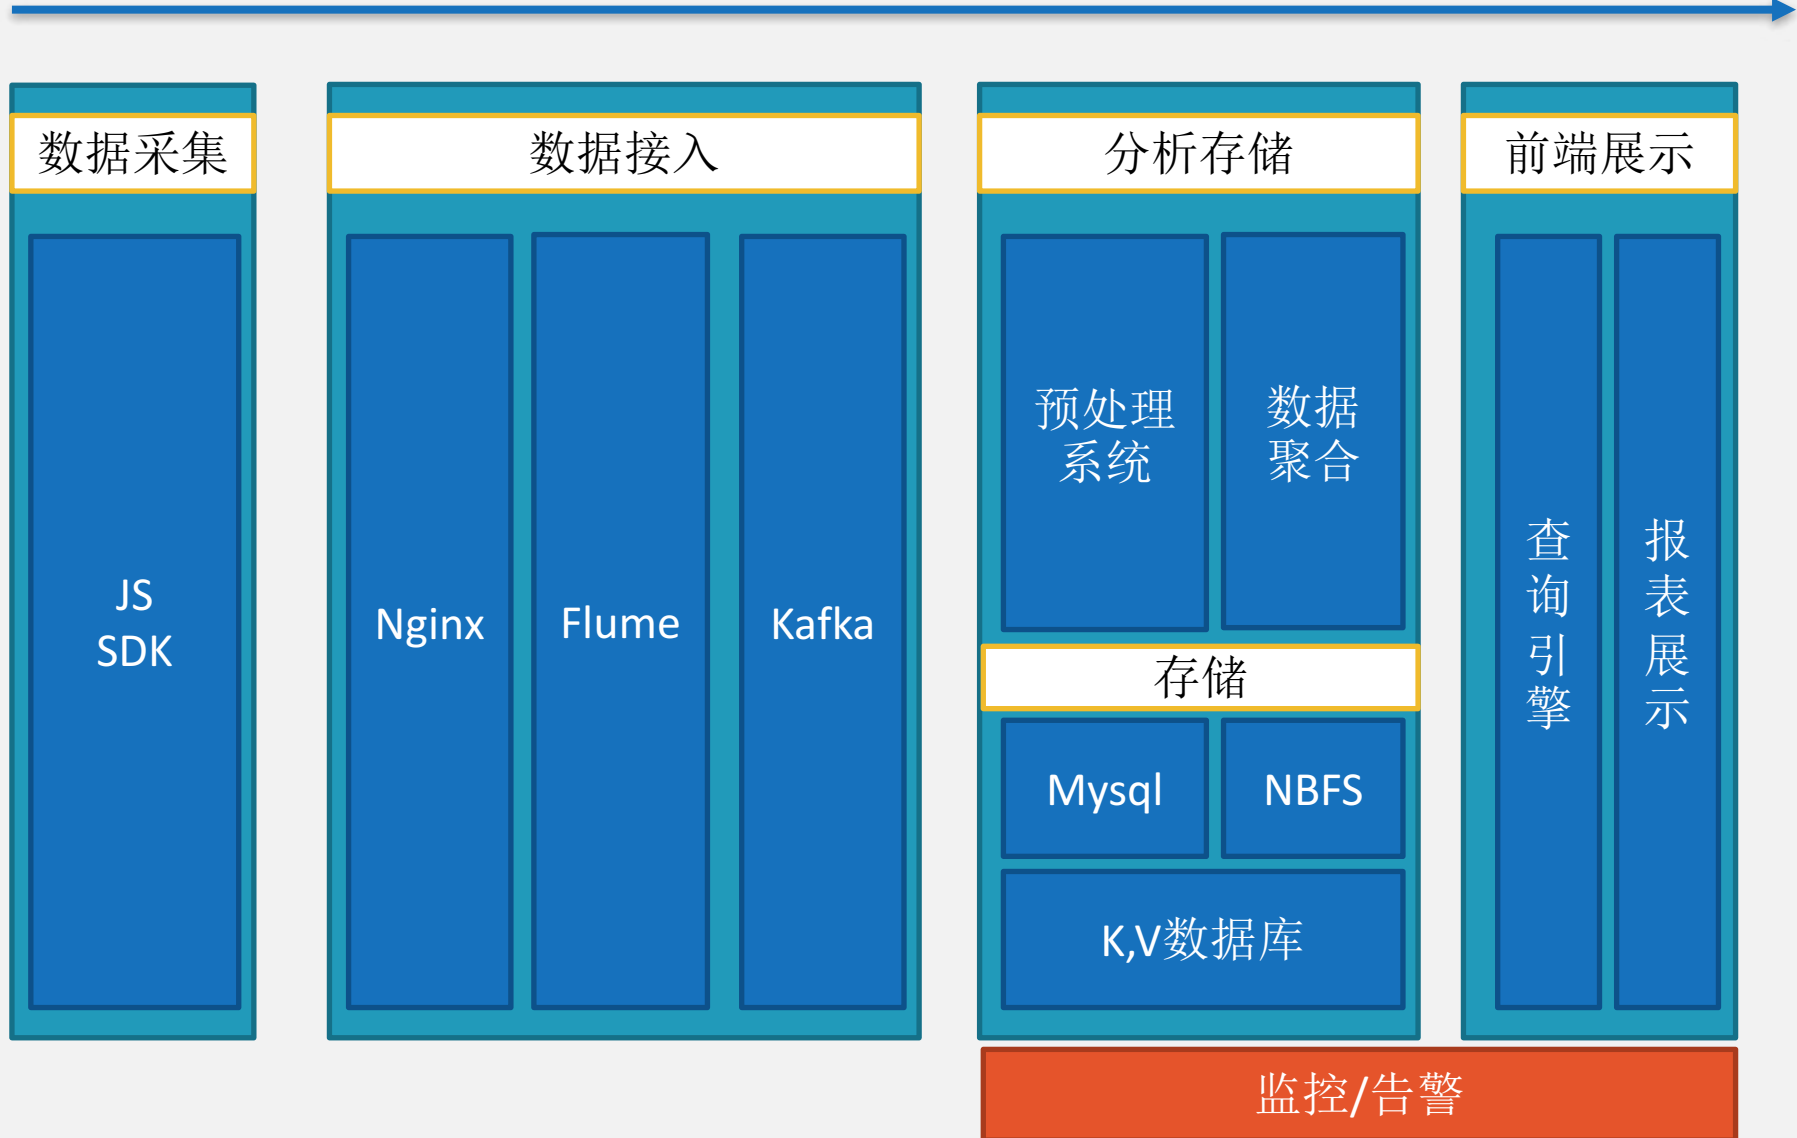 数据采集
JS
SDK
数据接入
Nginx
Flume
Kafka
分析存储
预处理
系统
数据
聚合
存储
Mysql
NBFS
K,V数据库
前端展示
查询引擎
报表展示
监控/告警